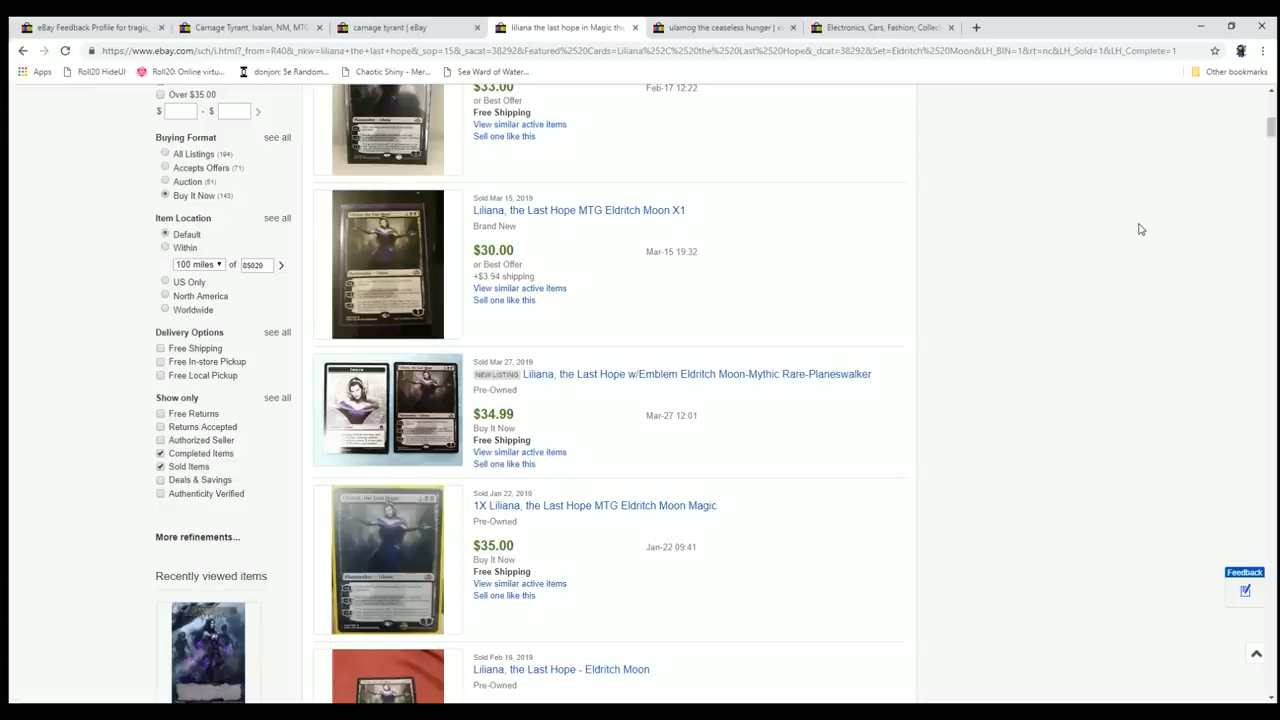 eBay Feedback Profile for tragic_
Carnage Tyrant, Ixalan, NM, MTG
carnage tyrant | eBay
liliana the last hope in Magic the
ulamog the ceaseless hunger | e
Electronics, Cars, Fashion, Collect
https://www.ebay.com/sch/i.html?_from=R40&_nkw=liliana+the+last+hope&_sop=15&_sacat=38292&Featured%2520Cards=Liliana%252C%2520the%2520Last%2520Hope&_dcat=38292&Set=Eldritch%2520Moon&LH_BIN=1&rt=nc&LH_Sold=1&LH_Complete=1
Apps
Roll20 HideUI
Roll20: Online virtu...
donjon; 5e Random...
Chaotic Shiny - Mer...
Sea Ward of Water...
Other bookmarks
Over $35.00
$ - $
Buying Format see all
All Listings (194)
Accepts Offers (71)
Auction (51)
Buy It Now (143)
Item Location see all
Default
Within
100 miles of 85020
US Only
North America
Worldwide
Delivery Options see all
Free Shipping
Free In-store Pickup
Free Local Pickup
Show only see all
Free Returns
Returns Accepted
Authorized Seller
Completed Items
Sold Items
Deals & Savings
Authenticity Verified
More refinements...
Recently viewed items
$33.00 Feb-17 12:22
or Best Offer
Free Shipping
View similar active items
Sell one like this
Sold Mar 15, 2019
Liliana, the Last Hope MTG Eldritch Moon X1
Brand New
$30.00 Mar-15 19:32
or Best Offer
+$3.94 shipping
View similar active items
Sell one like this
Sold Mar 27, 2019
NEW LISTING Liliana, the Last Hope w/Emblem Eldritch Moon-Mythic Rare-Planeswalker
Pre-Owned
$34.99 Mar-27 12:01
Buy It Now
Free Shipping
View similar active items
Sell one like this
Sold Jan 22, 2019
1X Liliana, the Last Hope MTG Eldritch Moon Magic
Pre-Owned
$35.00 Jan-22 09:41
Buy It Now
Free Shipping
View similar active items
Sell one like this
Sold Feb 16, 2019
Liliana, the Last Hope - Eldritch Moon
Pre-Owned
Feedback